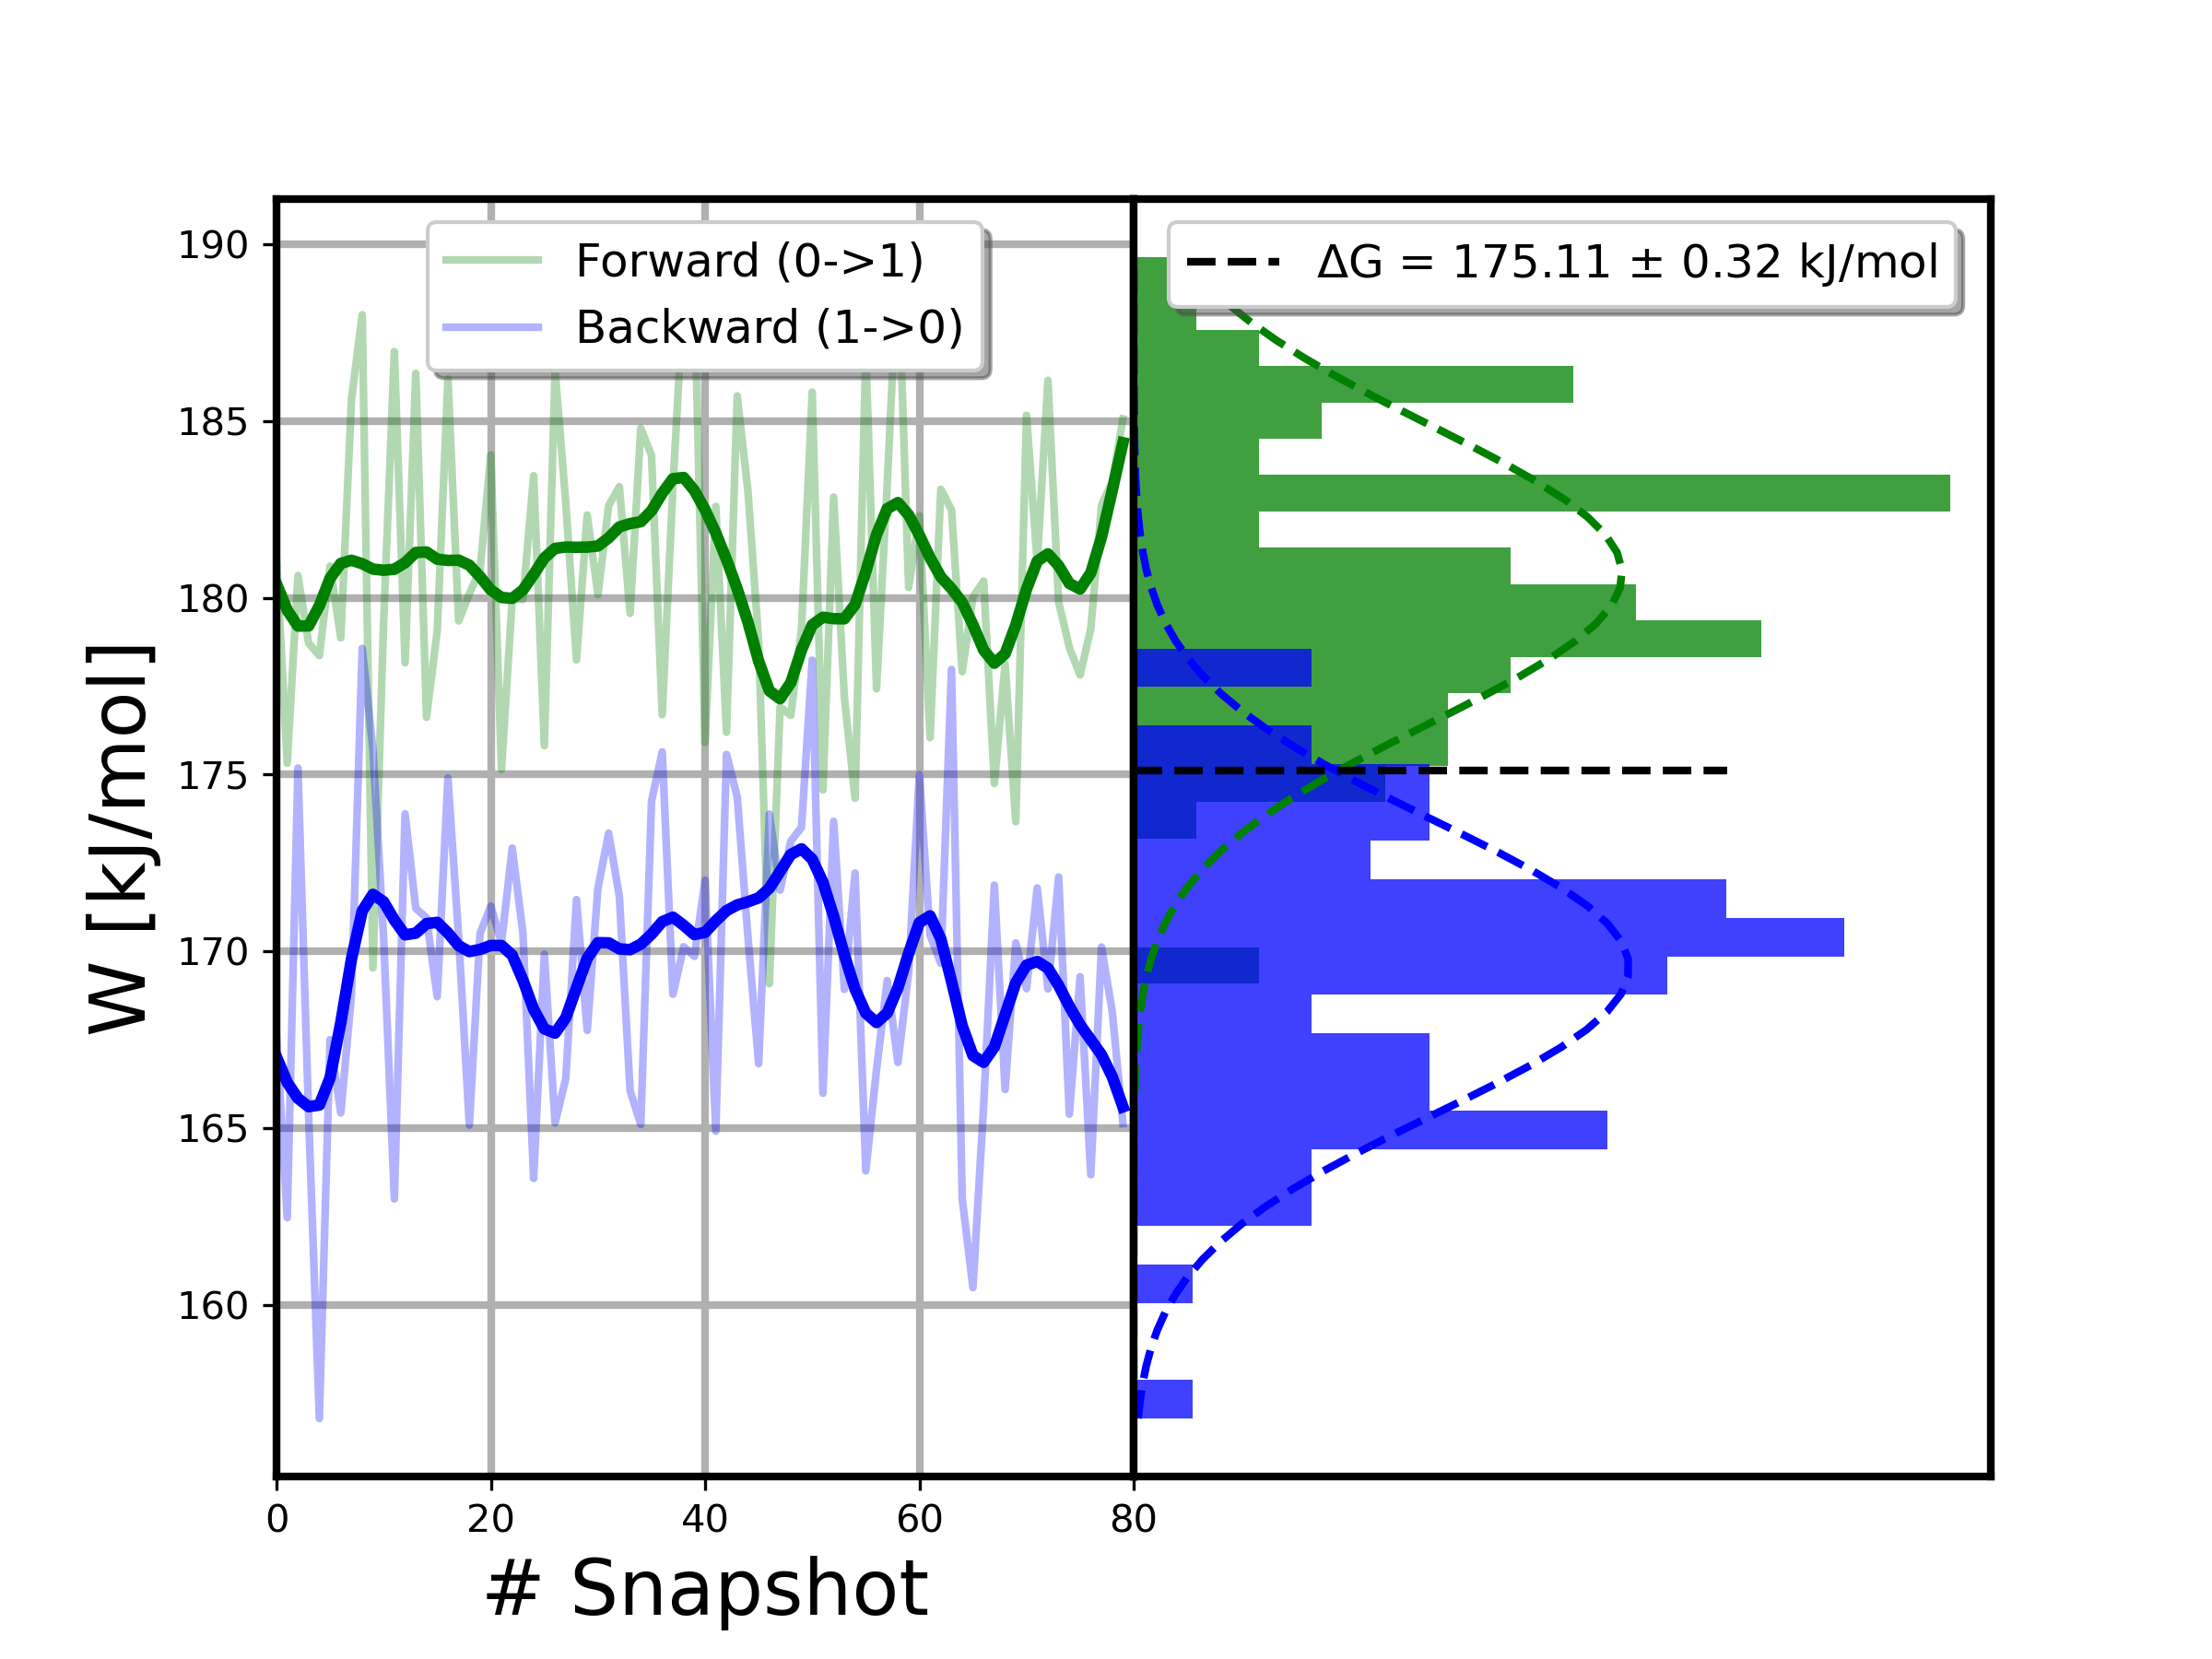 Forward (0->1)
Backward (1->0)
ΔG = 175.11 ± 0.32 kJ/mol
W [kJ/mol]
190
185
180
175
170
165
160
0 20 40 60 80
# Snapshot